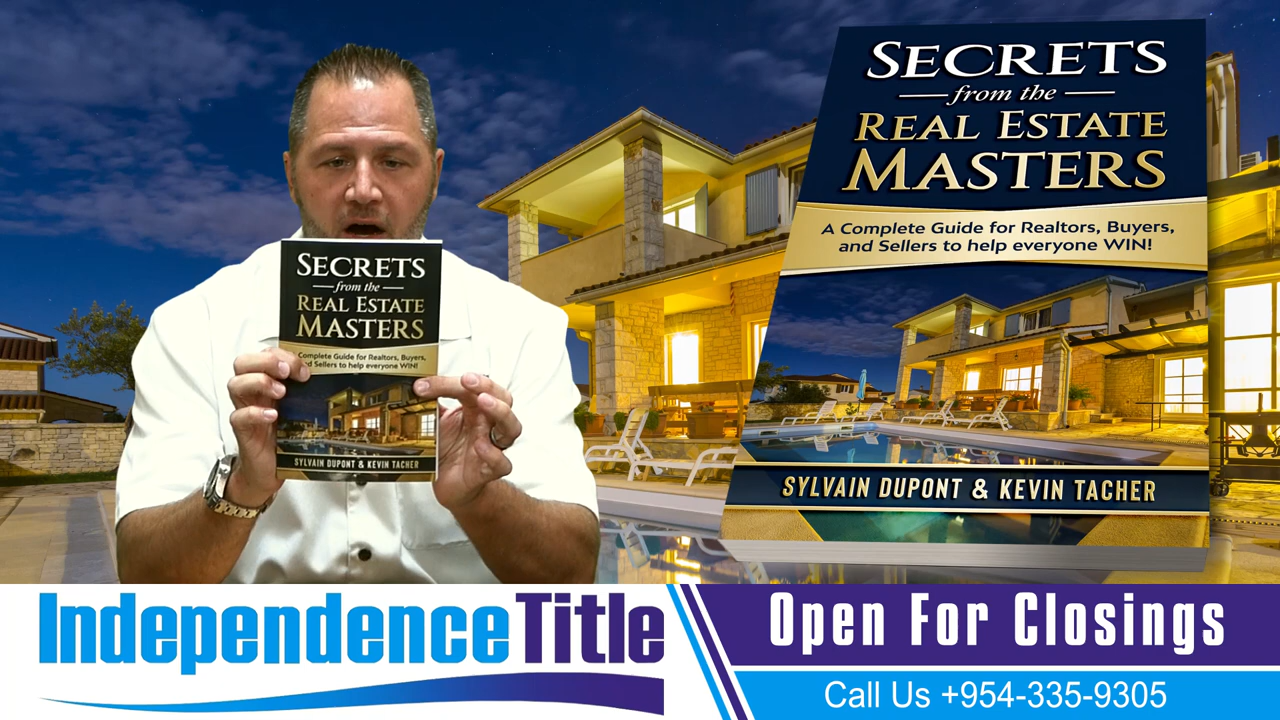 SECRETS
from the
REAL ESTATE
MASTERS
Complete Guide for Realtors, Buyers,
and Sellers to help everyone WIN!
SYLVAIN DUPONT & KEVIN TACHER
SECRETS
from the
REAL ESTATE
MASTERS
A Complete Guide for Realtors, Buyers,
and Sellers to help everyone WIN!
SYLVAIN DUPONT & KEVIN TACHER
IndependenceTitle
Open For Closings
Call Us +954-335-9305